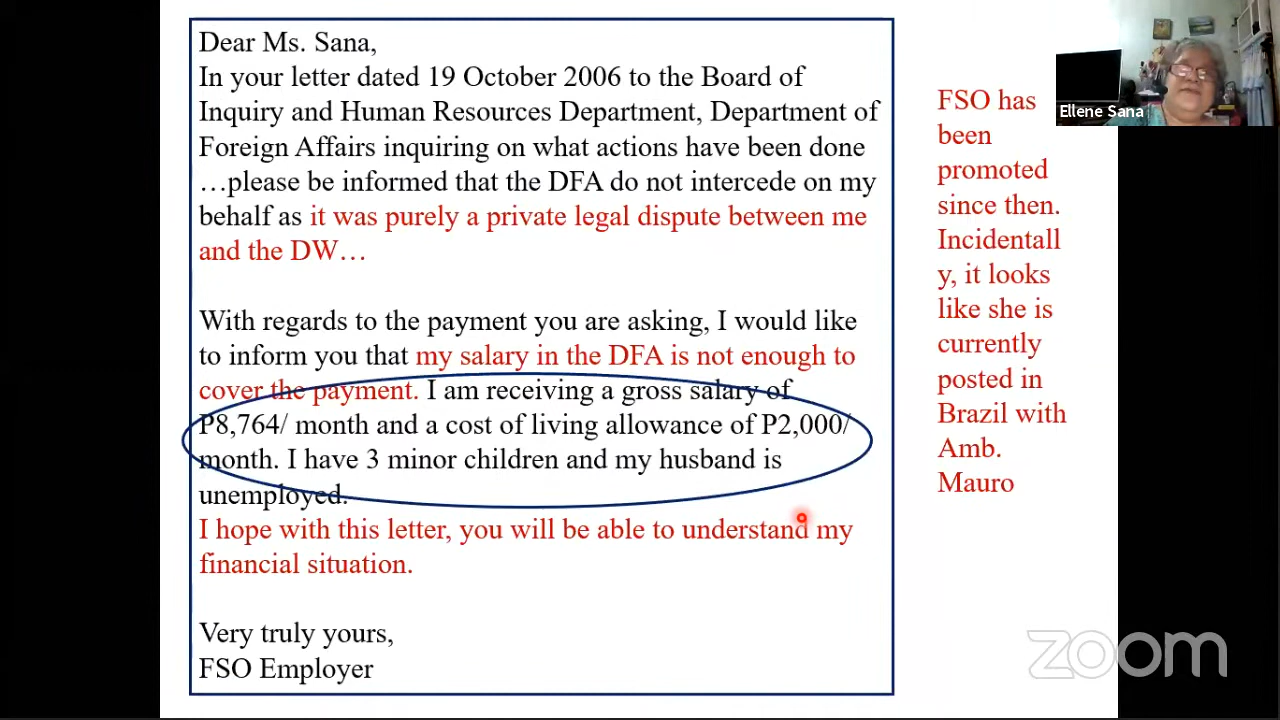 Dear Ms. Sana,
In your letter dated 19 October 2006 to the Board of
Inquiry and Human Resources Department, Department of
Foreign Affairs inquiring on what actions have been done
…please be informed that the DFA do not intercede on my
behalf as it was purely a private legal dispute between me
and the DW…
With regards to the payment you are asking, I would like
to inform you that my salary in the DFA is not enough to
cover the payment. I am receiving a gross salary of
P8,764/ month and a cost of living allowance of P2,000/
month. I have 3 minor children and my husband is
unemployed.
I hope with this letter, you will be able to understand my
financial situation.
Very truly yours,
FSO Employer
FSO has
been
promoted
since then.
Incidentall
y, it looks
like she is
currently
posted in
Brazil with
Amb.
Mauro
Ellene Sana
zoom